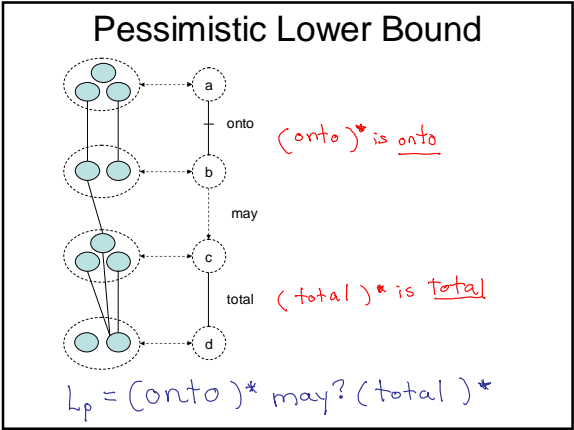 Pessimistic Lower Bound
a
onto
(onto)* is onto
b
may
c
total
(total)* is total
d
Lp = (onto)* may? (total)*